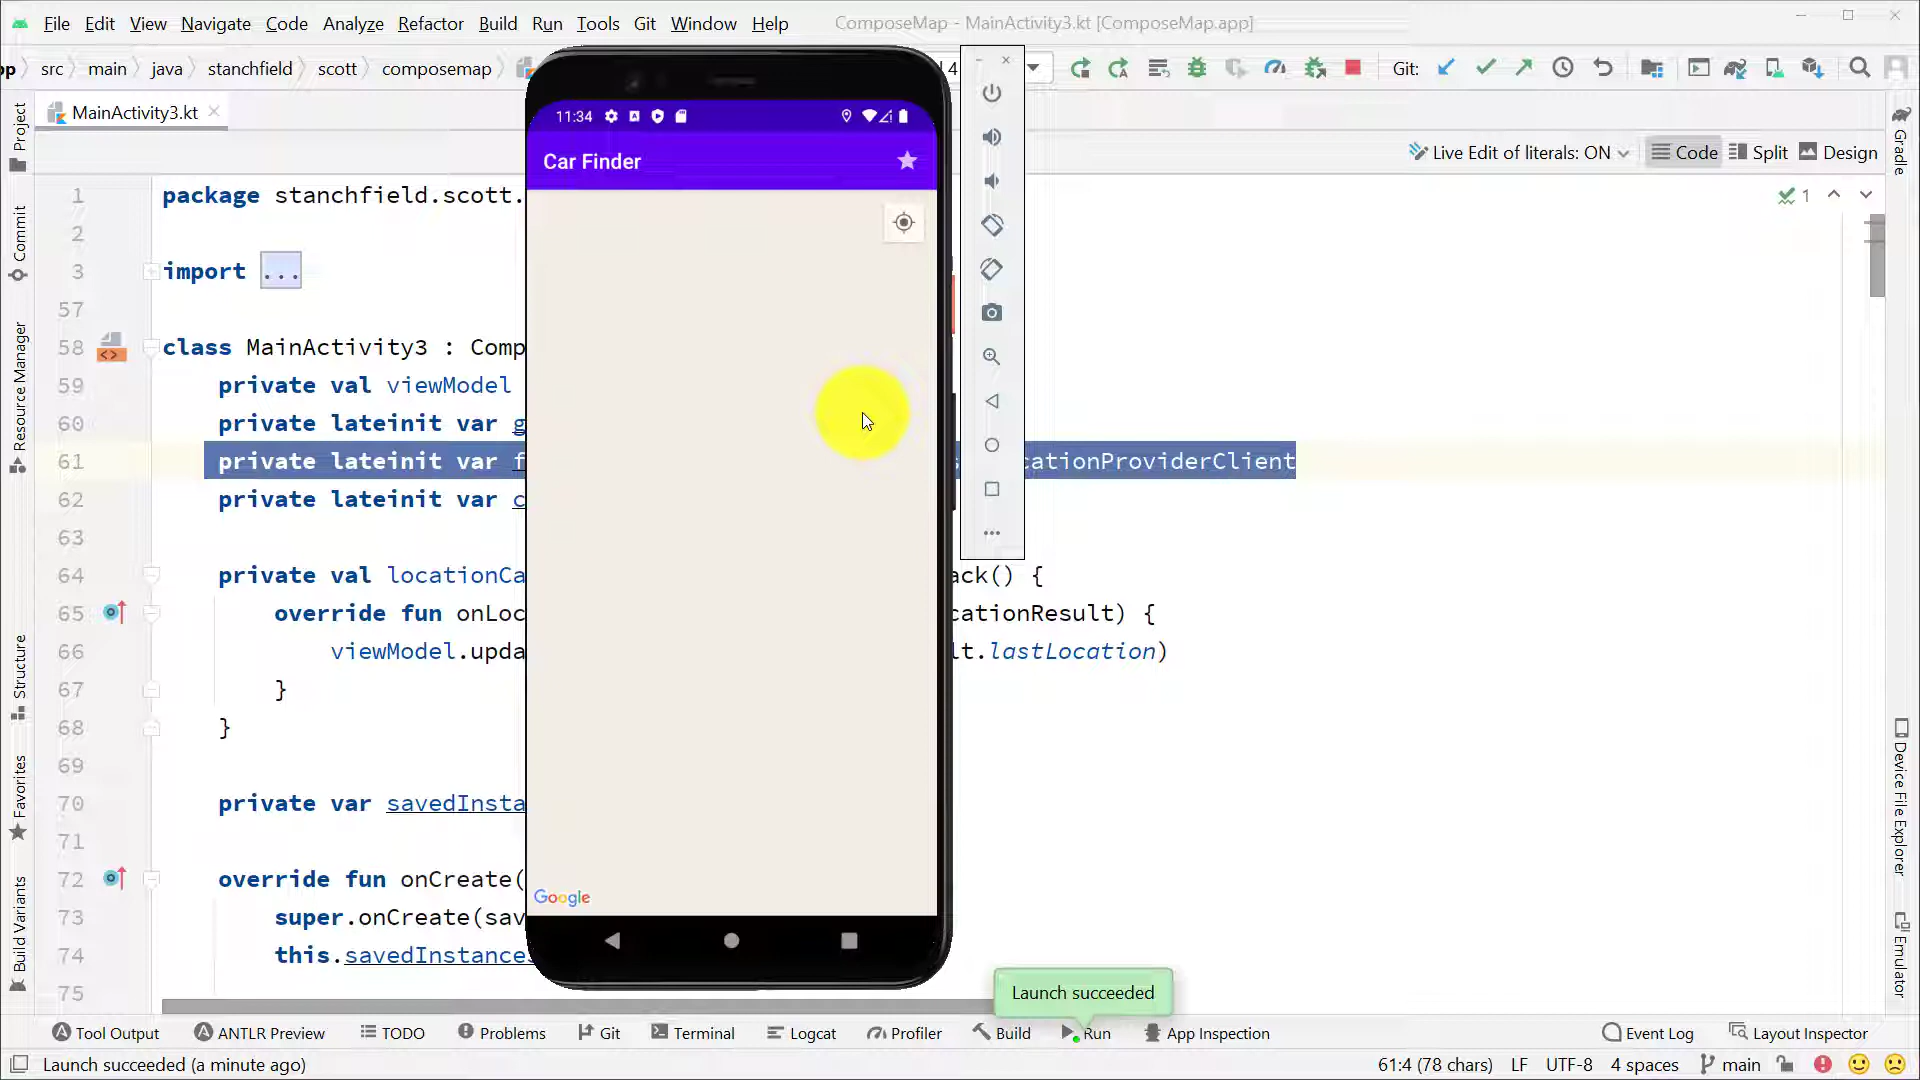 File Edit View Navigate Code Analyze Refactor Build Run Tools Git Window Help ComposeMap - MainActivity3.kt [ComposeMap.app]
src main java stanchfield scott composemap 4 Git:
MainActivity3.kt
Live Edit of literals: ON Code Split Design
1 package stanchfield.scott.
2
3 import ...
57
58 class MainActivity3 : Comp
59 private val viewModel
60 private lateinit var g
61 private lateinit var f cationProviderClient
62 private lateinit var c
63
64 private val locationCa ack() {
65 override fun onLoc cationResult) {
66 viewModel.upda lt.lastLocation)
67 }
68 }
69
70 private var savedInsta
71
72 override fun onCreate(
73 super.onCreate(sav
74 this.savedInstances
75
1
11:34
Car Finder
Google
Launch succeeded
Project
Commit
Resource Manager
Structure
Favorites
Build Variants
Gradle
Device File Explorer
Emulator
Tool Output ANTLR Preview TODO Problems Git Terminal Logcat Profiler Build Run App Inspection Event Log Layout Inspector
Launch succeeded (a minute ago) 61:4 (78 chars) LF UTF-8 4 spaces main